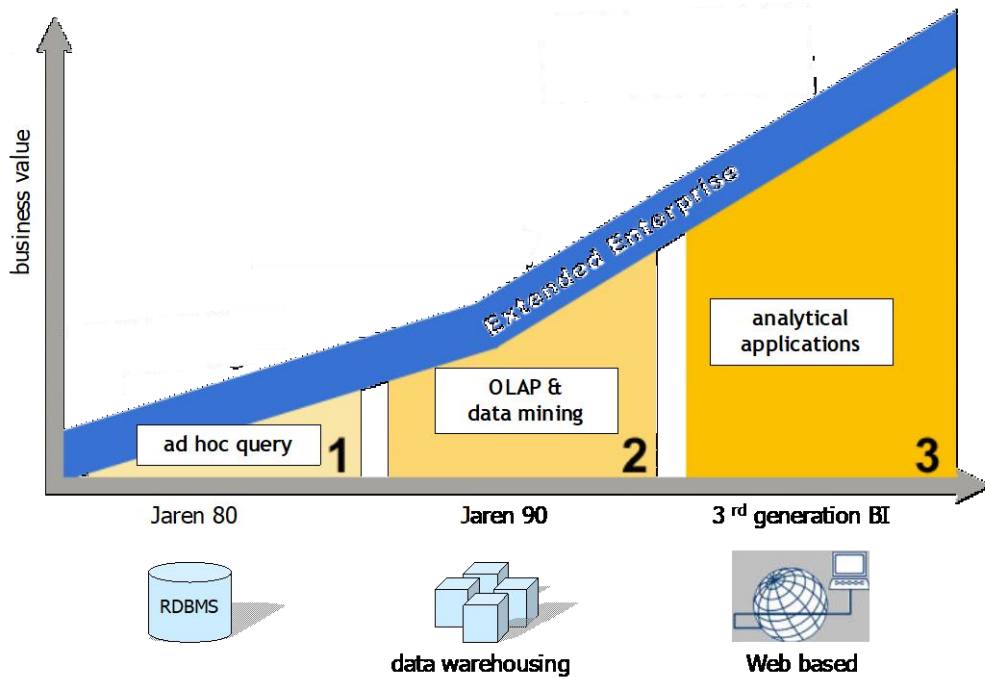 business value
Extended Enterprise
ad hoc query
1
OLAP &
data mining
2
analytical
applications
3
Jaren 80
Jaren 90
3 rd generation BI
RDBMS
data warehousing
Web based